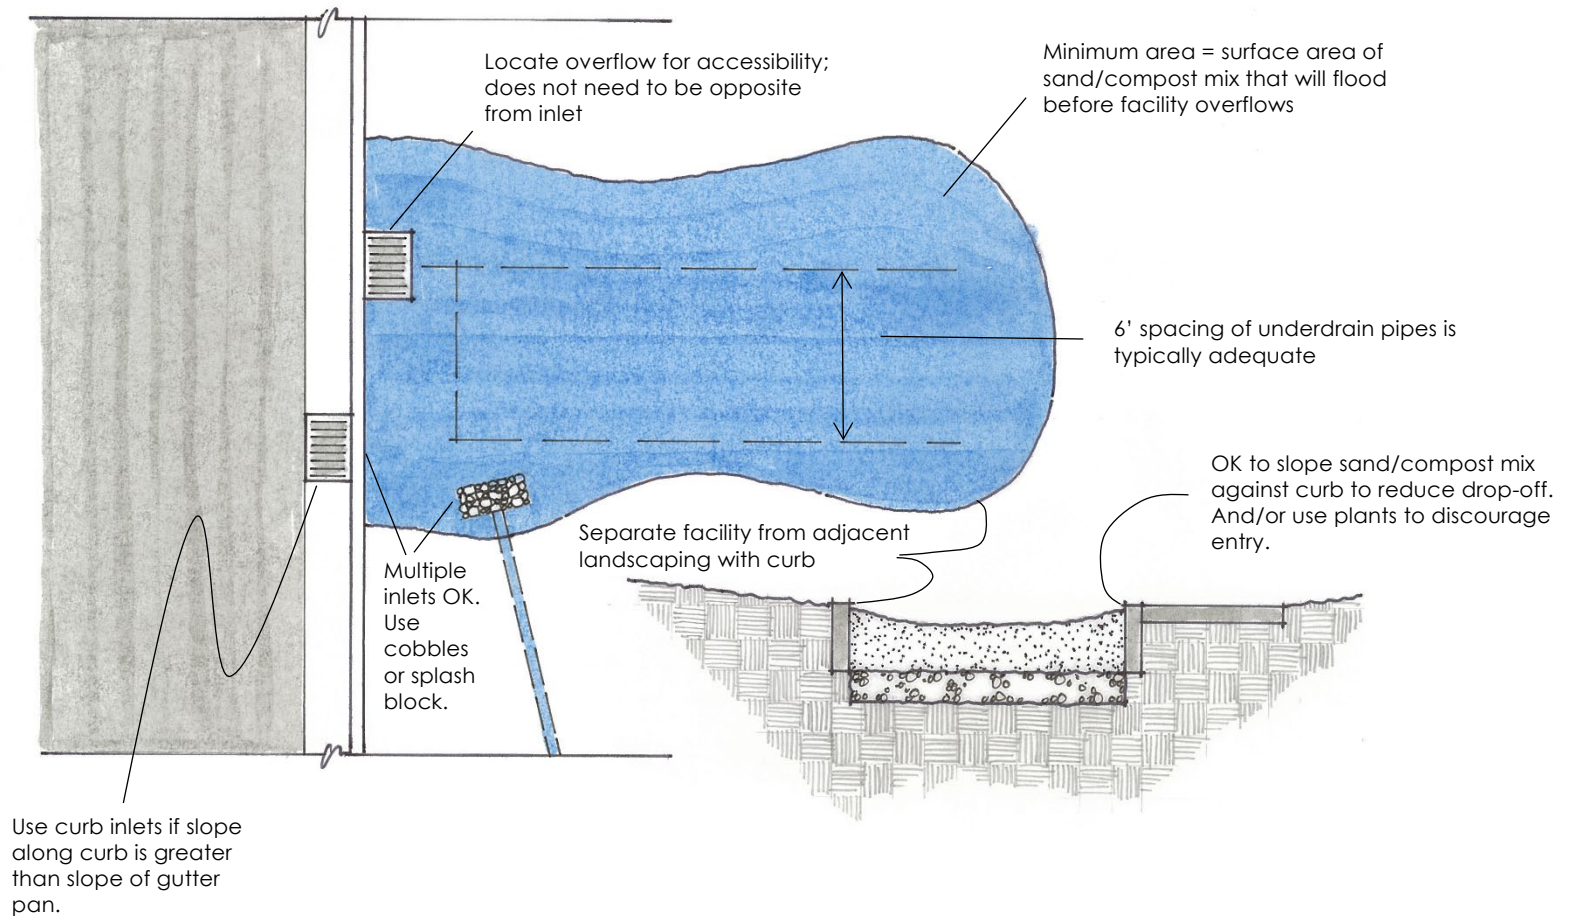 Locate overflow for accessibility;
does not need to be opposite
from inlet
Minimum area = surface area of
sand/compost mix that will flood
before facility overflows
6’ spacing of underdrain pipes is
typically adequate
OK to slope sand/compost mix
against curb to reduce drop-off.
And/or use plants to discourage
entry.
Separate facility from adjacent
landscaping with curb
Multiple
inlets OK.
Use
cobbles
or splash
block.
Use curb inlets if slope
along curb is greater
than slope of gutter
pan.